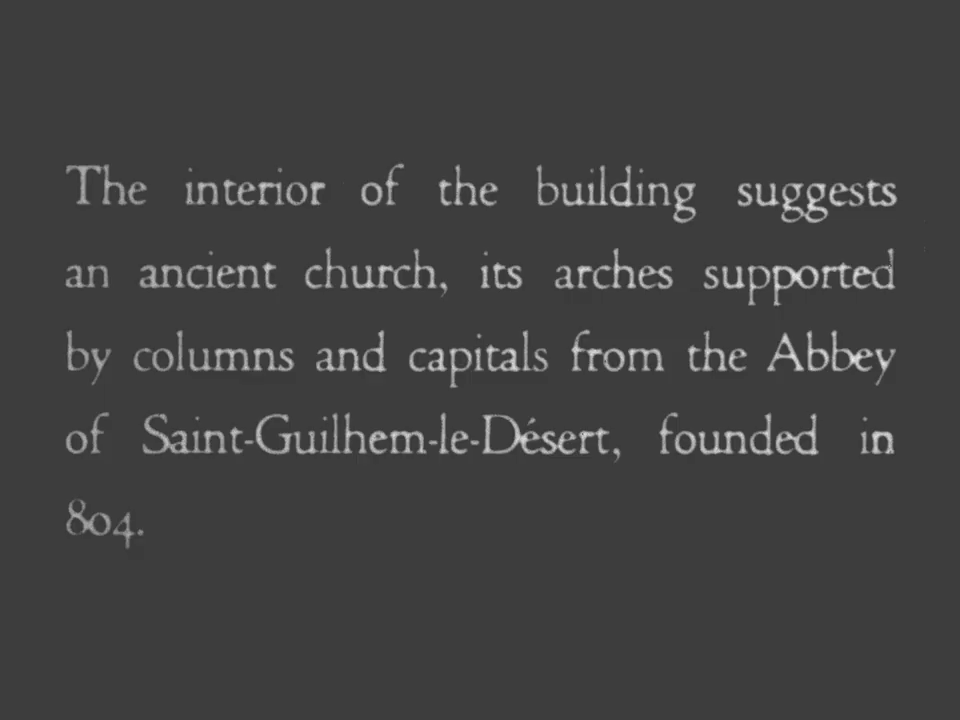 The interior of the building suggests
an ancient church, its arches supported
by columns and capitals from the Abbey
of Saint-Guilhem-le-Désert, founded in
804.